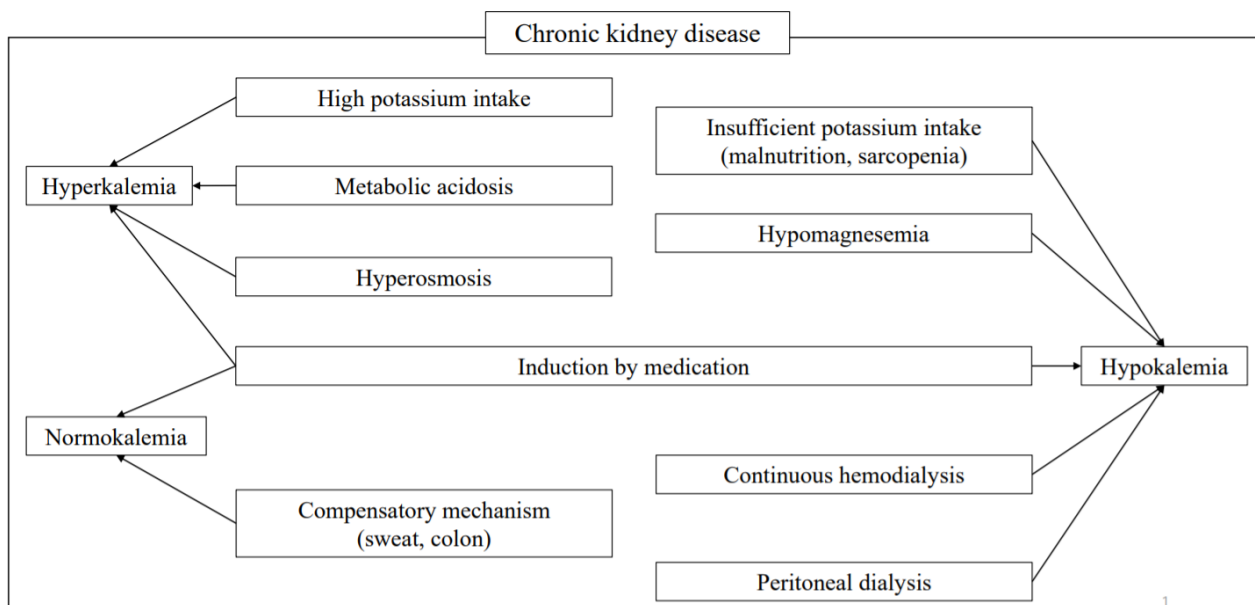 Chronic kidney disease
High potassium intake
Insufficient potassium intake
(malnutrition, sarcopenia)
Hyperkalemia
Metabolic acidosis
Hypomagnesemia
Hyperosmosis
Induction by medication
Hypokalemia
Normokalemia
Continuous hemodialysis
Compensatory mechanism
(sweat, colon)
Peritoneal dialysis
1